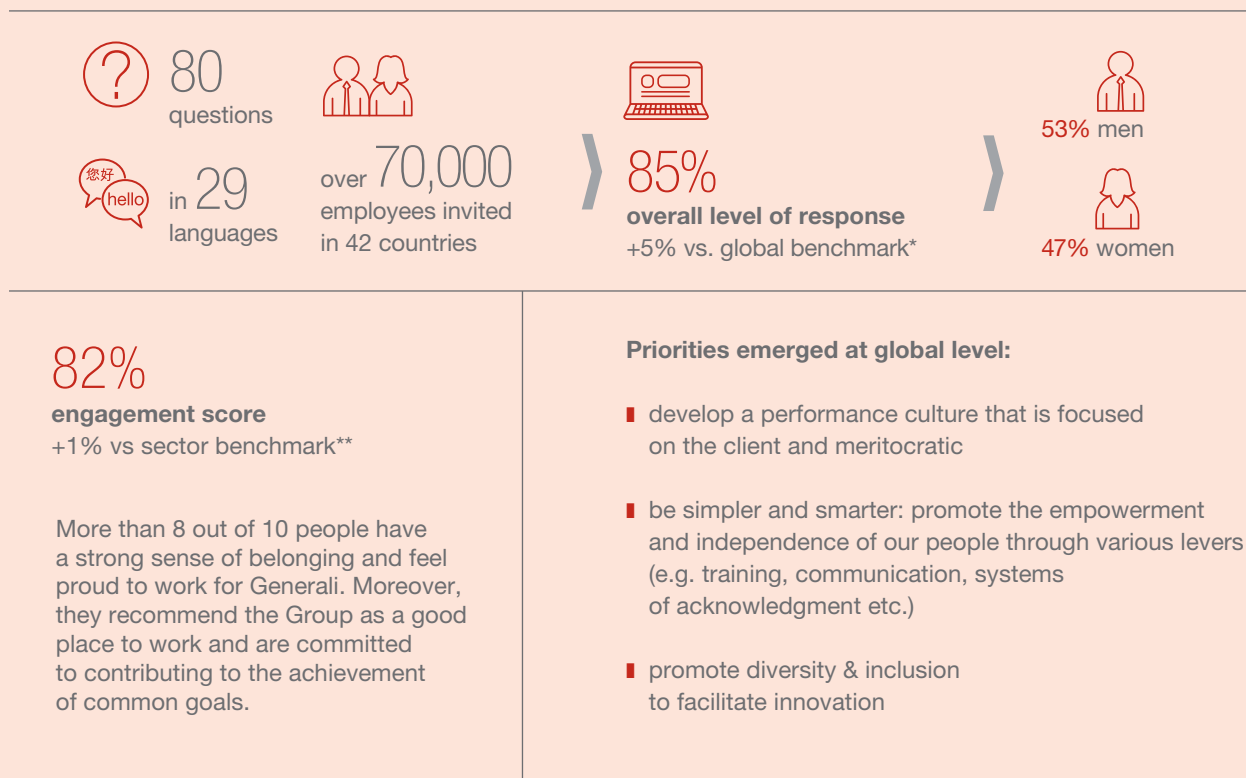 80
questions
您好
hello
in 29
languages
over 70,000
employees invited
in 42 countries
85%
overall level of response
+5% vs. global benchmark*
53% men
47% women
82%
engagement score
+1% vs sector benchmark**
More than 8 out of 10 people have
a strong sense of belonging and feel
proud to work for Generali. Moreover,
they recommend the Group as a good
place to work and are committed
to contributing to the achievement
of common goals.
Priorities emerged at global level:
develop a performance culture that is focused
on the client and meritocratic
be simpler and smarter: promote the empowerment
and independence of our people through various levers
(e.g. training, communication, systems
of acknowledgment etc.)
promote diversity & inclusion
to facilitate innovation